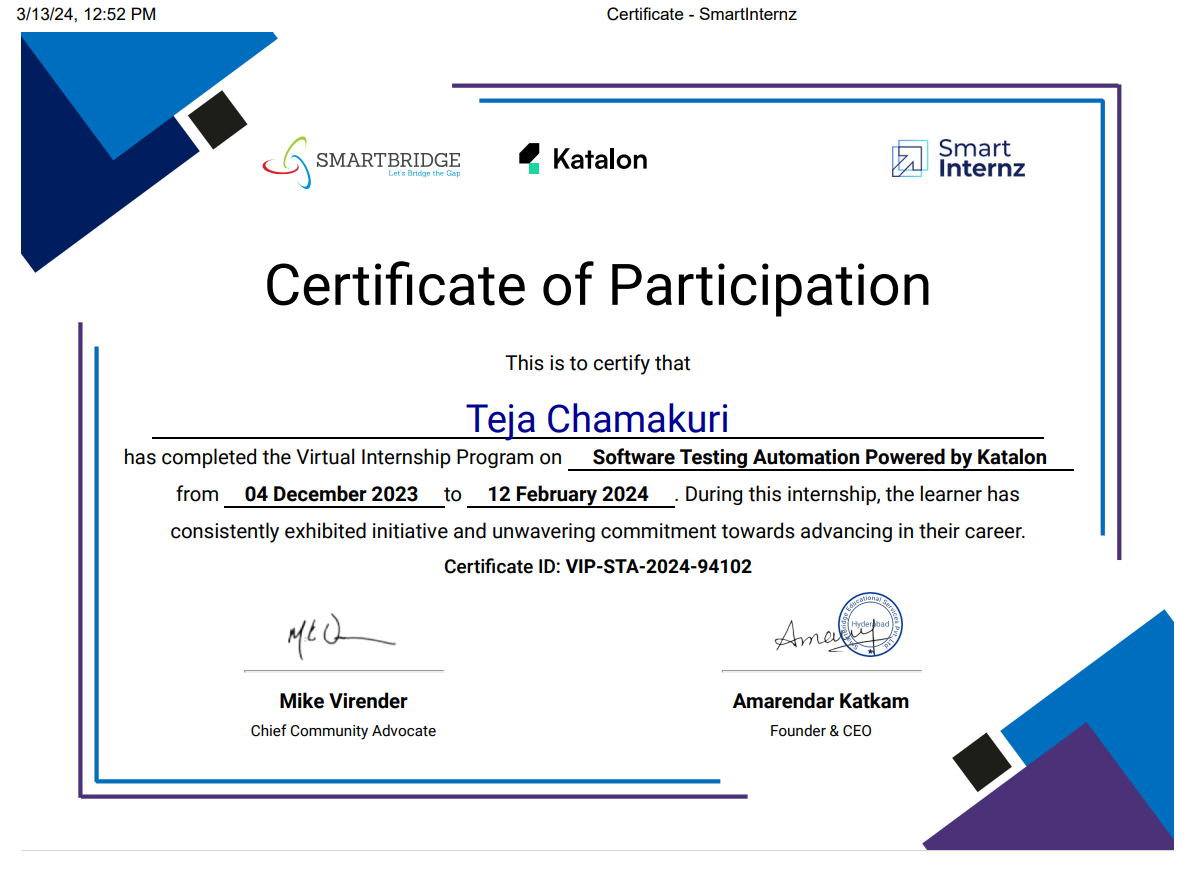 3/13/24, 12:52 PM Certificate - SmartInternz
SMARTBRIDGE
Let's Bridge the Gap
Katalon
Smart
Internz
Certificate of Participation
This is to certify that
Teja Chamakuri
has completed the Virtual Internship Program on Software Testing Automation Powered by Katalon
from 04 December 2023 to 12 February 2024 . During this internship, the learner has
consistently exhibited initiative and unwavering commitment towards advancing in their career.
Certificate ID: VIP-STA-2024-94102
Educational Services Pvt. Ltd
Hyderabad
Mike Virender
Chief Community Advocate
Amarendar Katkam
Founder & CEO